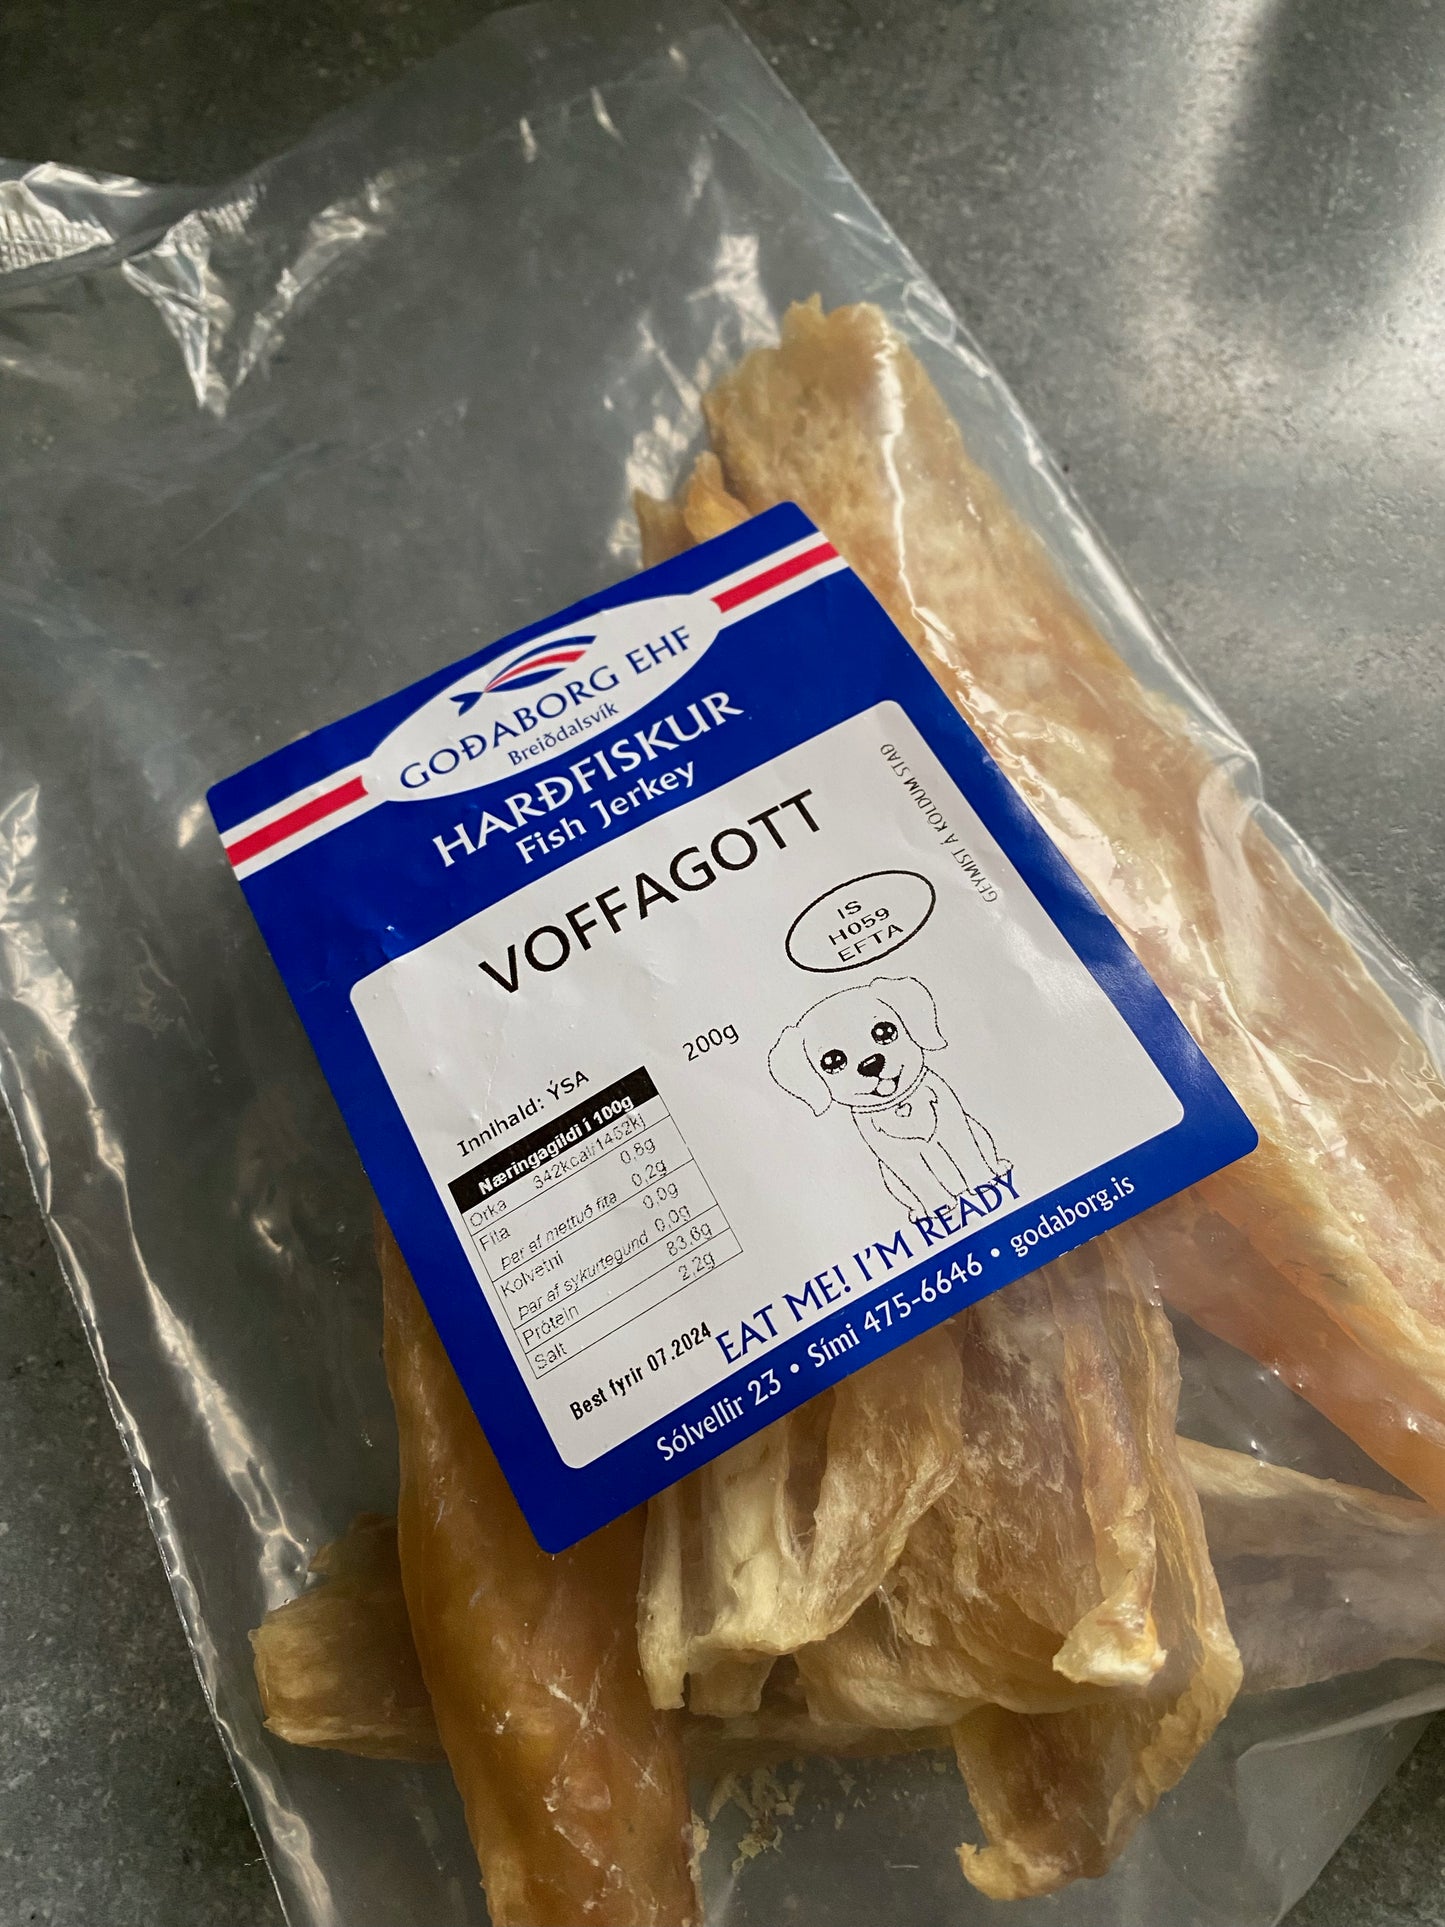 GOÐABORG EHF
Breiðdalsvík
HARÐFISKUR
Fish Jerkey
VOFFAGOTT
GEYMIST Á KÖLDUM STAÐ
IS
H059
EFTA
200g
Innihald: ÝSA
Næringagildi í 100g
Orka 342kcal/1452kj
Fita 0,8g
Þar af mettuð fita 0,2g
Kolvetni 0,0g
Þar af sykurtegund 0,0g
Prótein 83,6g
Salt 2,2g
Best fyrir 07.2024
EAT ME! I'M READY
Sólvellir 23 • Sími 475-6646 • godaborg.is